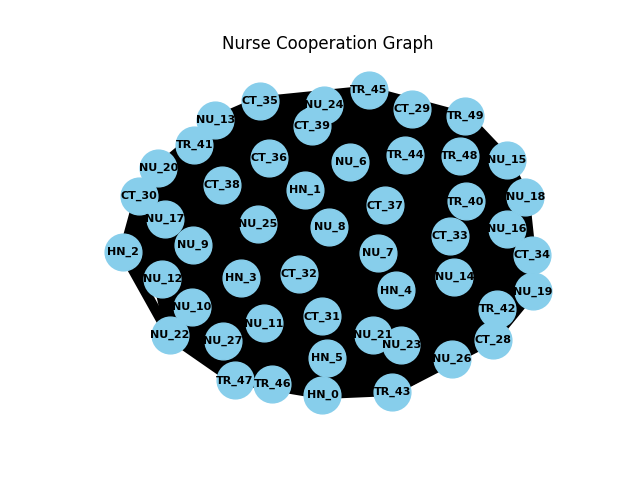 Nurse Cooperation Graph
TR_45
CT_35
NU_24
CT_29
TR_49
NU_13
CT_39
TR_41
CT_36
NU_6
TR_44
TR_48
NU_15
NU_20
CT_38
HN_1
CT_30
NU_18
TR_40
CT_37
NU_17
NU_25
NU_8
CT_33
NU_16
NU_9
HN_2
NU_7
CT_34
NU_12
HN_3
CT_32
NU_14
HN_4
NU_19
NU_10
TR_42
CT_31
NU_11
NU_22
NU_27
NU_21
NU_23
CT_28
HN_5
NU_26
TR_47
TR_46
HN_0
TR_43